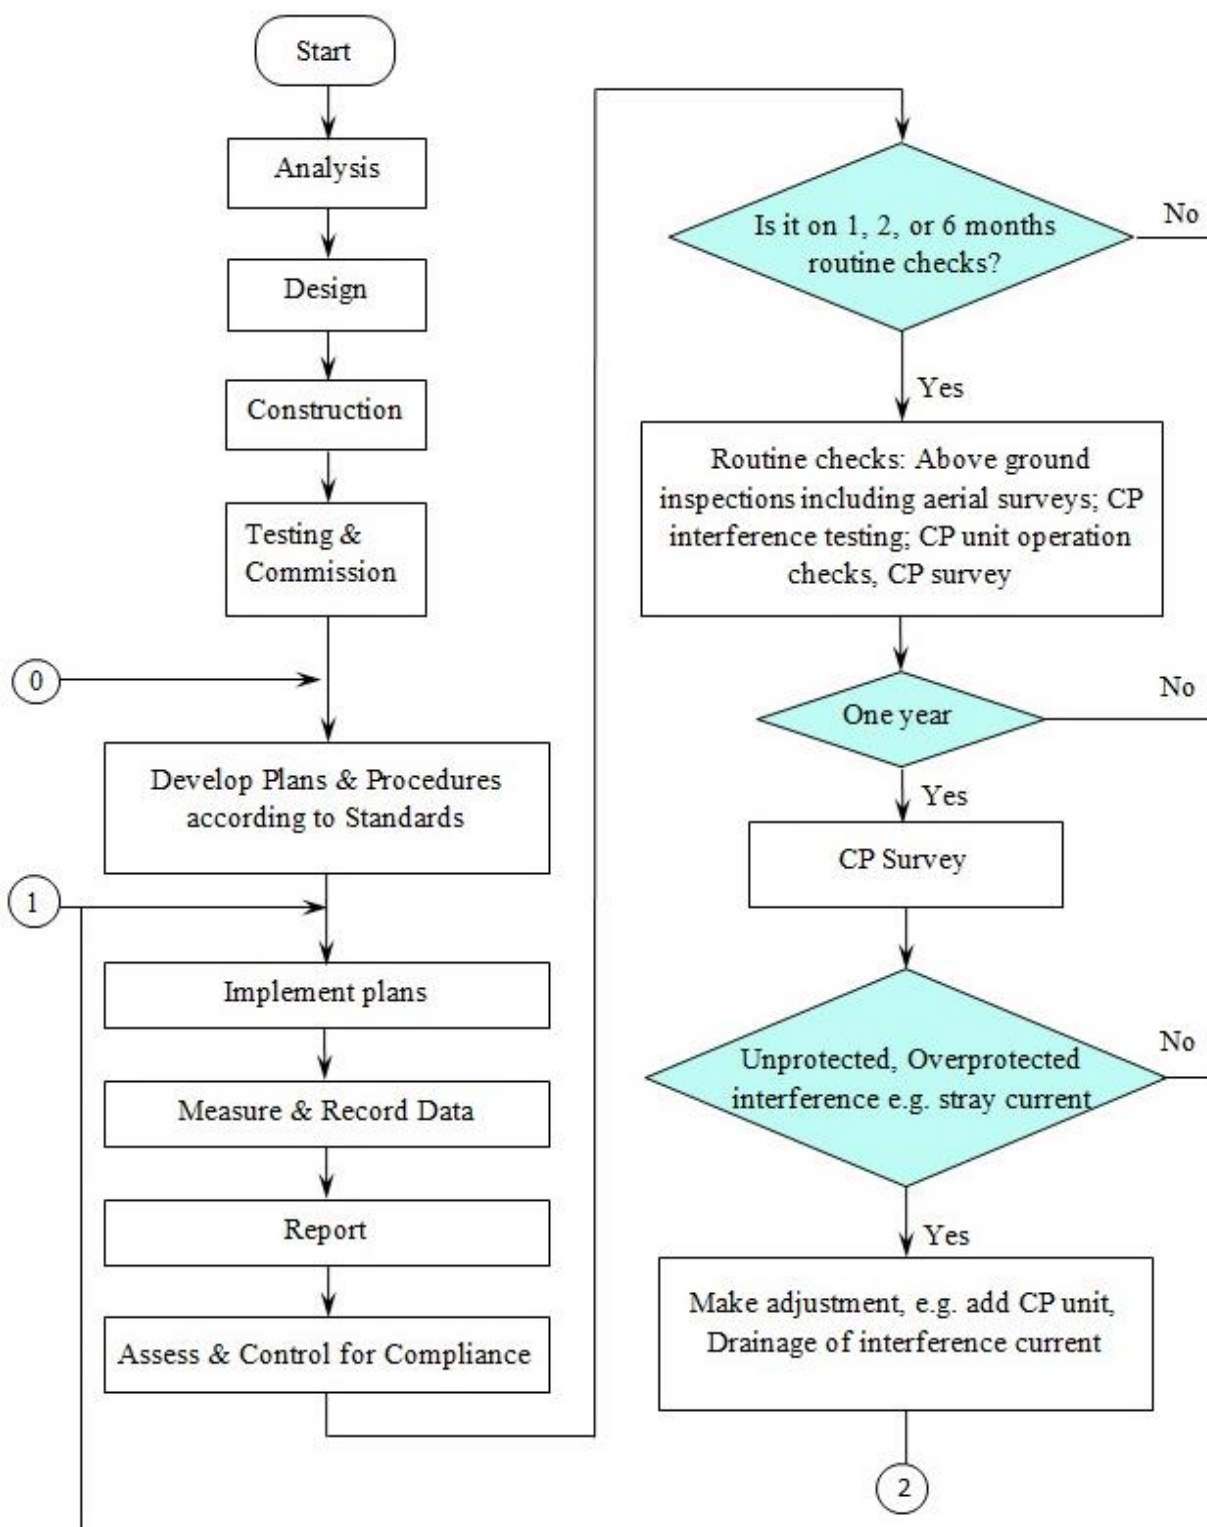 Start
Analysis
Design
Construction
Testing &
Commission
0
Develop Plans & Procedures
according to Standards
1
Implement plans
Measure & Record Data
Report
Assess & Control for Compliance
Is it on 1, 2, or 6 months
routine checks?
No
Yes
Routine checks: Above ground
inspections including aerial surveys; CP
interference testing; CP unit operation
checks, CP survey
One year
No
Yes
CP Survey
Unprotected, Overprotected
interference e.g. stray current
No
Yes
Make adjustment, e.g. add CP unit,
Drainage of interference current
2